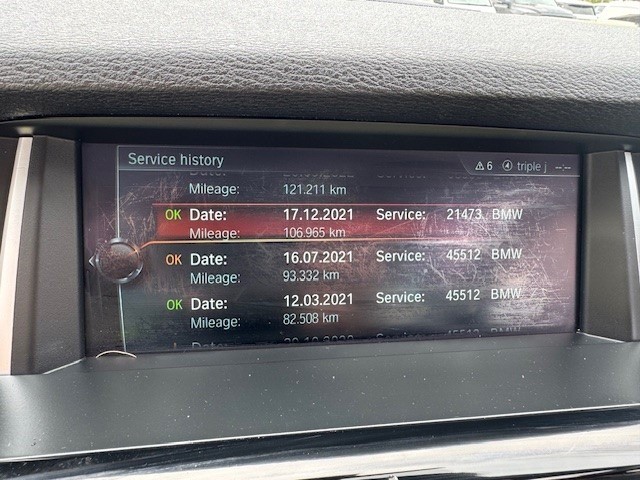 Service history
6 triple j --:--
Mileage: 121.211 km
OK Date: 17.12.2021 Service: 21473 BMW
Mileage: 106.965 km
OK Date: 16.07.2021 Service: 45512 BMW
Mileage: 93.332 km
OK Date: 12.03.2021 Service: 45512 BMW
Mileage: 82.508 km